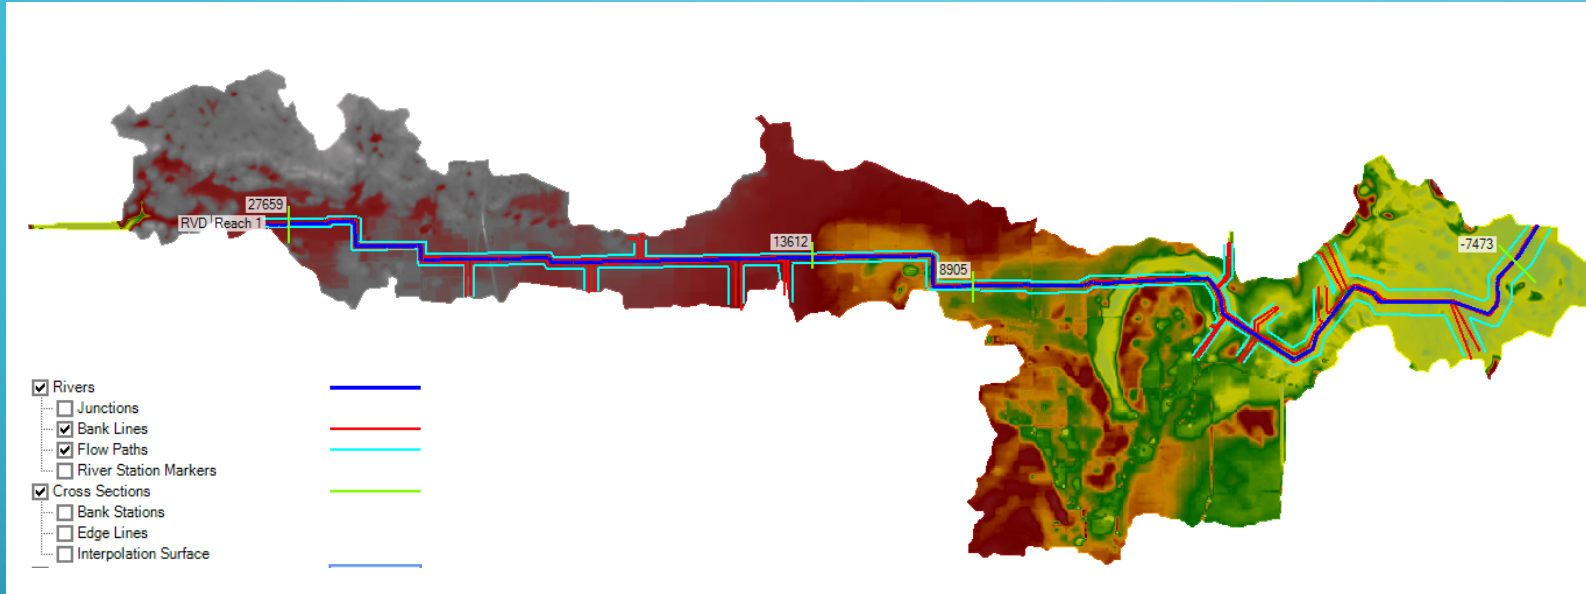 27659
RVD Reach 1
13612
8905
-7473
Rivers
Junctions
Bank Lines
Flow Paths
River Station Markers
Cross Sections
Bank Stations
Edge Lines
Interpolation Surface